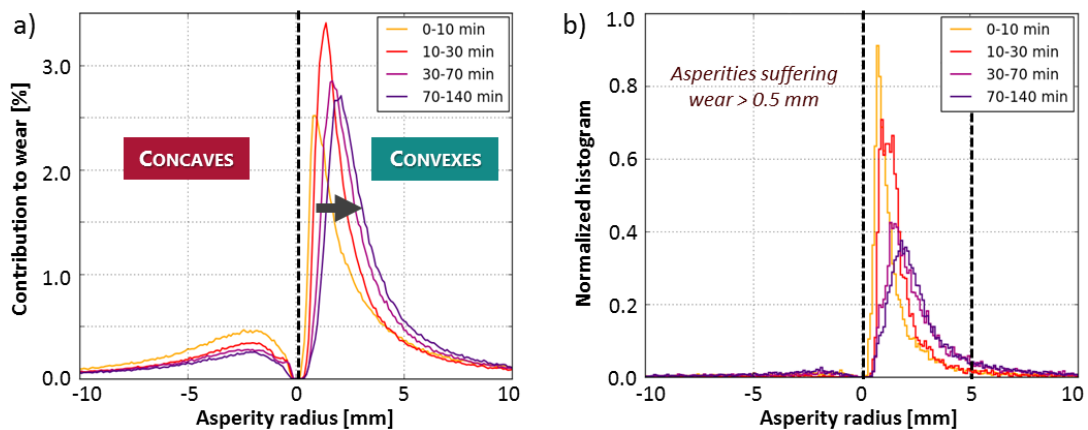 a)
Contribution to wear [%]
3.0
2.0
1.0
0.0
-10
-5
0
5
10
Asperity radius [mm]
0-10 min
10-30 min
30-70 min
70-140 min
CONCAVES
CONVEXES
b)
Normalized histogram
1.0
0.8
0.6
0.4
0.2
0.0
-10
-5
0
5
10
Asperity radius [mm]
Asperities suffering
wear > 0.5 mm
0-10 min
10-30 min
30-70 min
70-140 min